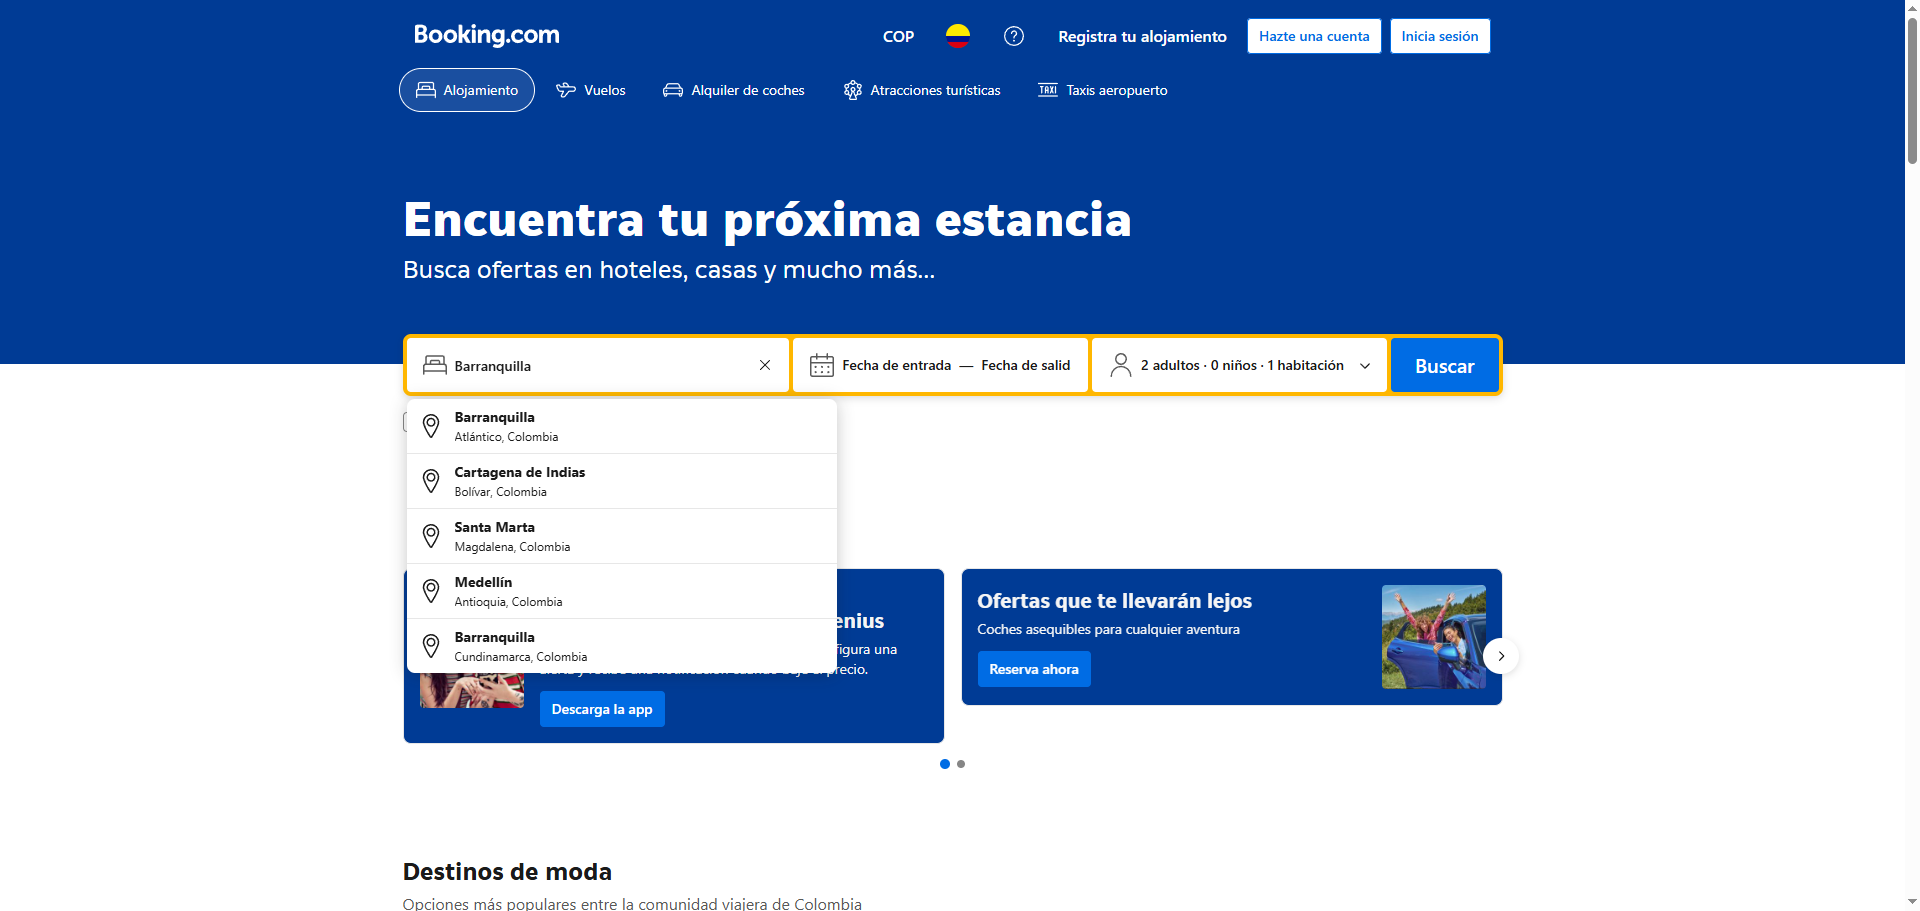 Booking.com
COP
Registra tu alojamiento
Hazte una cuenta
Inicia sesión
Alojamiento
Vuelos
Alquiler de coches
Atracciones turísticas
TAXI
Taxis aeropuerto
Encuentra tu próxima estancia
Busca ofertas en hoteles, casas y mucho más...
Barranquilla
Fecha de entrada — Fecha de salid
2 adultos · 0 niños · 1 habitación
Buscar
Barranquilla
Atlántico, Colombia
Cartagena de Indias
Bolívar, Colombia
Santa Marta
Magdalena, Colombia
Medellín
Antioquia, Colombia
Barranquilla
Cundinamarca, Colombia
enius
figura una
precio.
Descarga la app
Ofertas que te llevarán lejos
Coches asequibles para cualquier aventura
Reserva ahora
Destinos de moda
Opciones más populares entre la comunidad viajera de Colombia